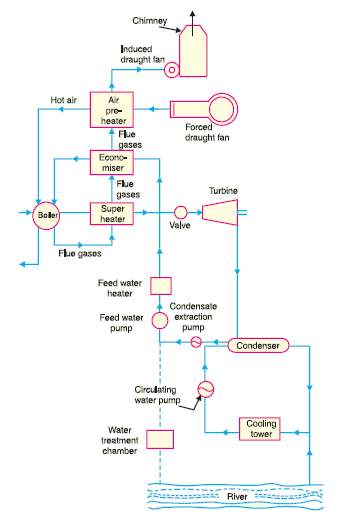 Chimney
Induced
draught fan
Hot air
Air
pre-
heater
Forced
draught fan
Flue
gases
Econo-
miser
Flue
gases
Turbine
Boiler
Super
heater
Valve
Flue gases
Feed water
heater
Condensate
extraction
pump
Feed water
pump
Condenser
Circulating
water pump
Cooling
tower
Water
treatment
chamber
River